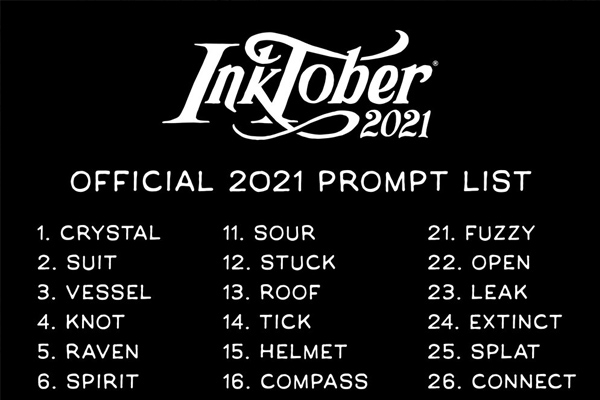 InkTober®
2021
OFFICIAL 2021 PROMPT LIST
1. CRYSTAL
2. SUIT
3. VESSEL
4. KNOT
5. RAVEN
6. SPIRIT
11. SOUR
12. STUCK
13. ROOF
14. TICK
15. HELMET
16. COMPASS
21. FUZZY
22. OPEN
23. LEAK
24. EXTINCT
25. SPLAT
26. CONNECT